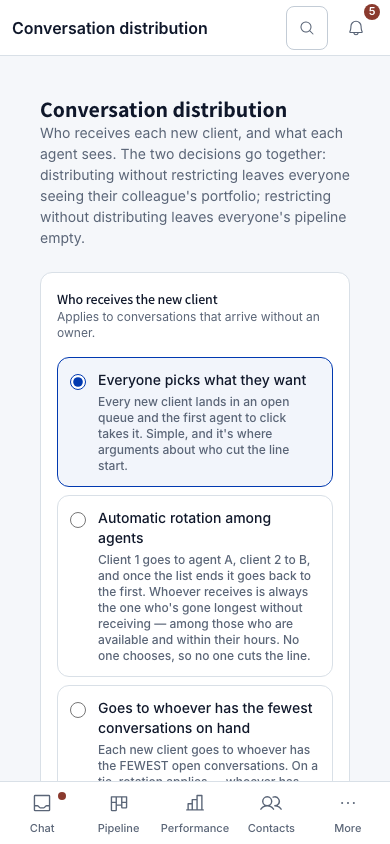 Conversation distribution
5
Conversation distribution
Who receives each new client, and what each
agent sees. The two decisions go together:
distributing without restricting leaves everyone
seeing their colleague's portfolio; restricting
without distributing leaves everyone's pipeline
empty.
Who receives the new client
Applies to conversations that arrive without an
owner.
Everyone picks what they want
Every new client lands in an open
queue and the first agent to click
takes it. Simple, and it's where
arguments about who cut the line
start.
Automatic rotation among
agents
Client 1 goes to agent A, client 2 to B,
and once the list ends it goes back to
the first. Whoever receives is always
the one who's gone longest without
receiving — among those who are
available and within their hours. No
one chooses, so no one cuts the line.
Goes to whoever has the fewest
conversations on hand
Each new client goes to whoever has
the FEWEST open conversations. On a
tie, rotation applies — whoever has
Chat
Pipeline
Performance
Contacts
More